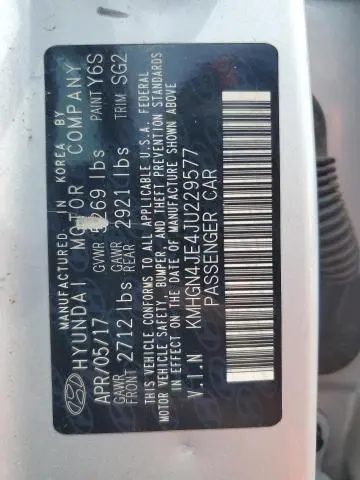 MANUFACTURED IN KOREA BY
HYUNDAI MOTOR COMPANY
APR/05/17 GVWR 69 lbs PAINT Y6S
GAWR FRONT 2712 lbs GAWR REAR 2921 lbs TRIM SG2
THIS VEHICLE CONFORMS TO ALL APPLICABLE U.S.A. FEDERAL
MOTOR VEHICLE SAFETY, BUMPER, AND THEFT PREVENTION STANDARDS
IN EFFECT ON THE DATE OF MANUFACTURE SHOWN ABOVE
V.I.N KMHGN4JE4JU229577
PASSENGER CAR